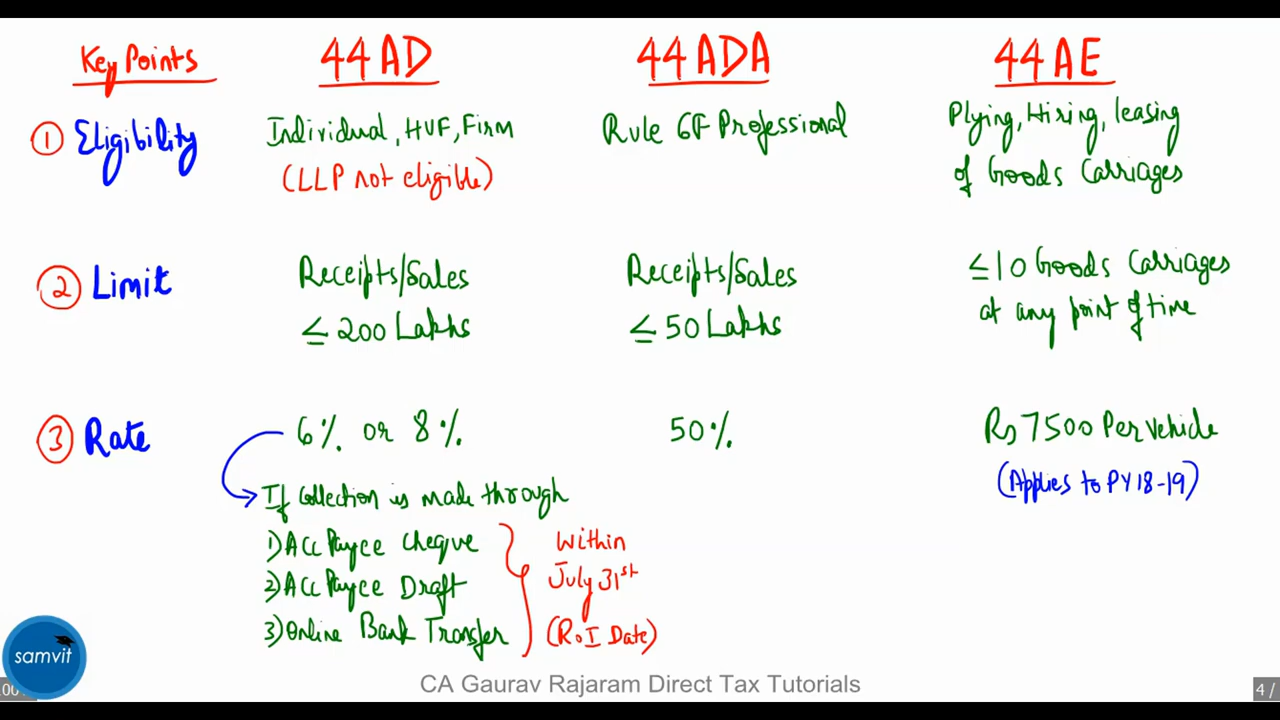 Key Points 44AD 44ADA 44AE
① Eligibility Individual, HUF, Firm Rule 6F Professional Plying, Hiring, leasing
(LLP not eligible) of Goods Carriages
② Limit Receipts/Sales Receipts/Sales ≤ 10 Goods Carriages
≤ 200 Lakhs ≤ 50 Lakhs at any point of time
③ Rate 6% or 8% 50% Rs 7500 Per vehicle
(Applies to PY 18-19)
If Collection is made through
1) Acc Payee Cheque Within
2) Acc Payee Draft July 31st
3) Online Bank Transfer (RoI Date)
samvit
CA Gaurav Rajaram Direct Tax Tutorials
4 /